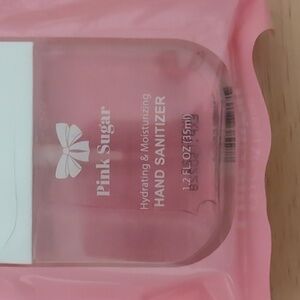 Pink Sugar
Hydrating & Moisturizing
HAND SANITIZER
1.2 FL. OZ (35ml)